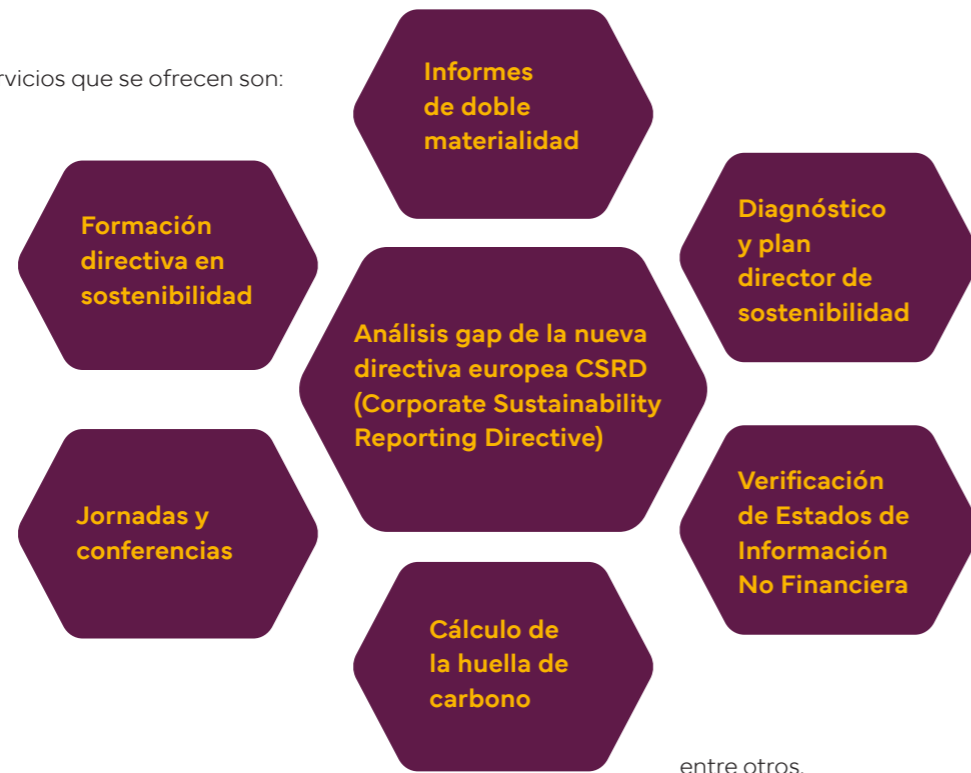 rvicios que se ofrecen son:
Informes
de doble
materialidad
Formación
directiva en
sostenibilidad
Diagnóstico
y plan
director de
sostenibilidad
Análisis gap de la nueva
directiva europea CSRD
(Corporate Sustainability
Reporting Directive)
Jornadas y
conferencias
Verificación
de Estados de
Información
No Financiera
Cálculo de
la huella de
carbono
entre otros.